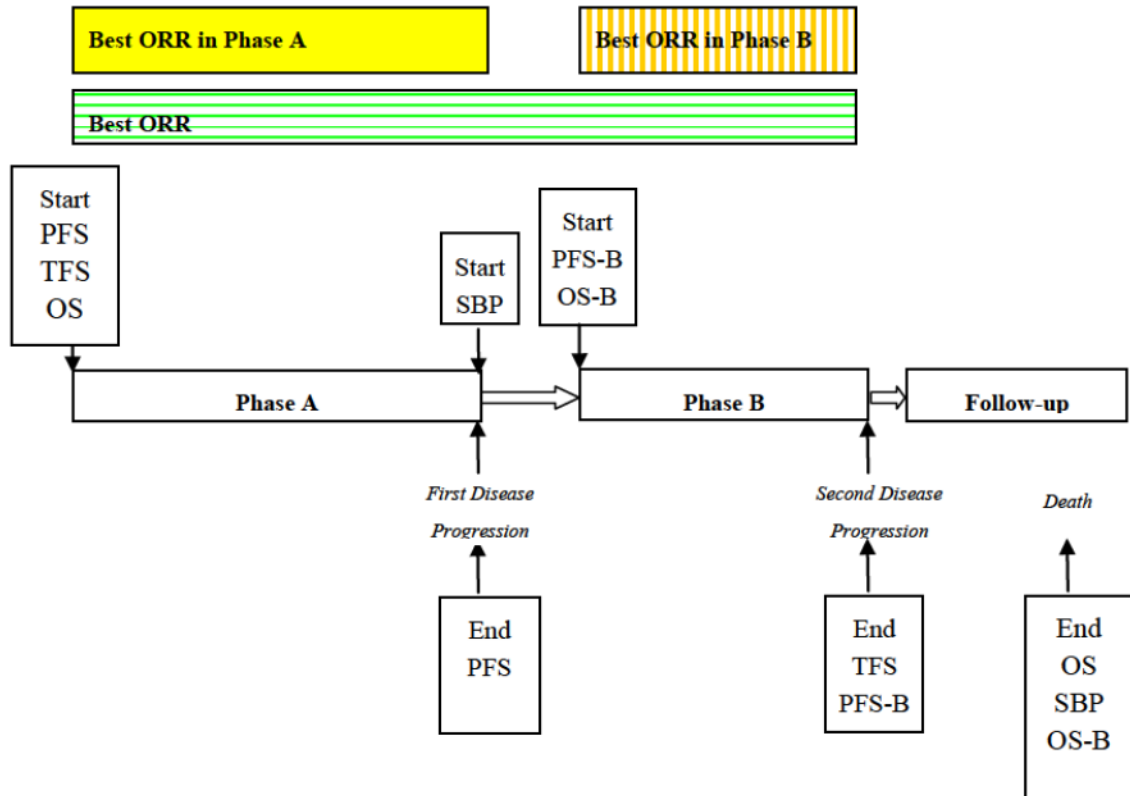 Best ORR in Phase A
Best ORR in Phase B
Best ORR
Start
PFS
TFS
OS
Start
SBP
Start
PFS-B
OS-B
Phase A
Phase B
Follow-up
First Disease
Progression
Second Disease
Progression
Death
End
PFS
End
TFS
PFS-B
End
OS
SBP
OS-B